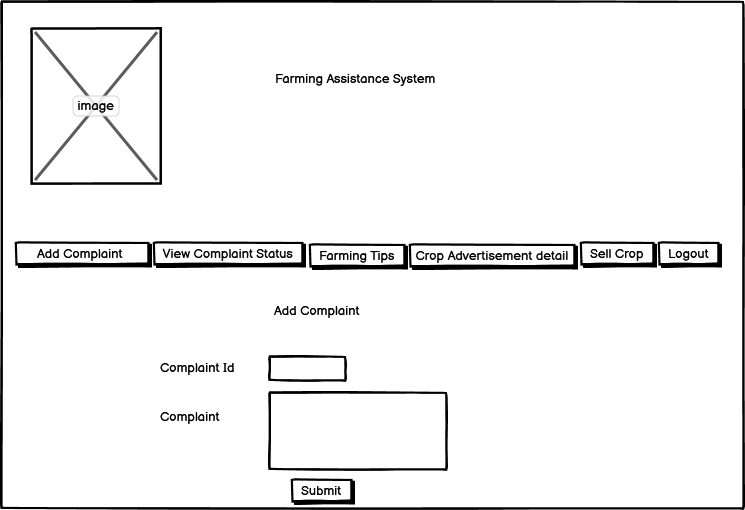 Farming Assistance System
image
Add Complaint View Complaint Status Farming Tips Crop Advertisement detail Sell Crop Logout
Add Complaint
Complaint Id
Complaint
Submit